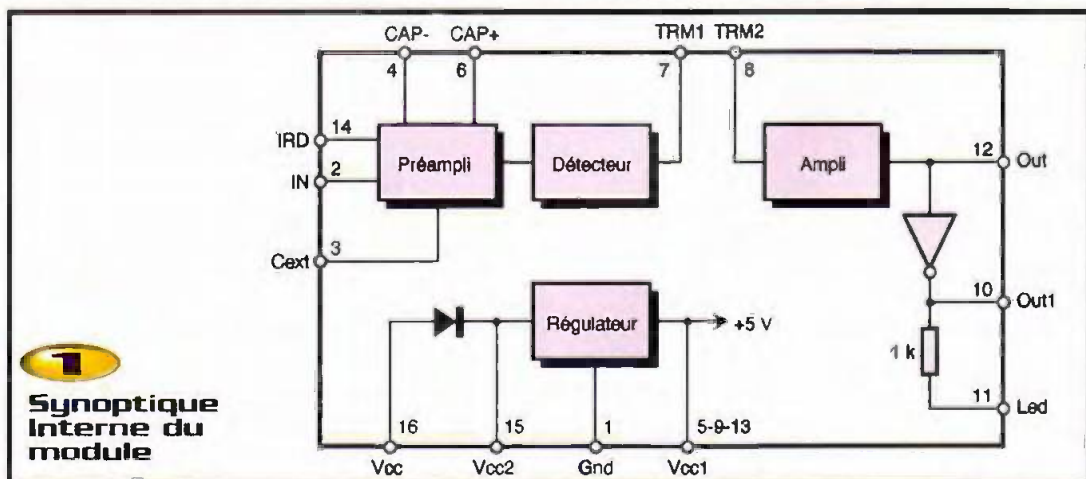 CAP- CAP+ TRM1 TRM2
4 6 7 8
IRD 14
IN 2
Préampli Détecteur Ampli
12 Out
Cext 3
Régulateur +5 V
10 Out1
1 k
11 Led
16 15 1 5-9-13
Vcc Vcc2 Gnd Vcc1
1
Synoptique
Interne du
module